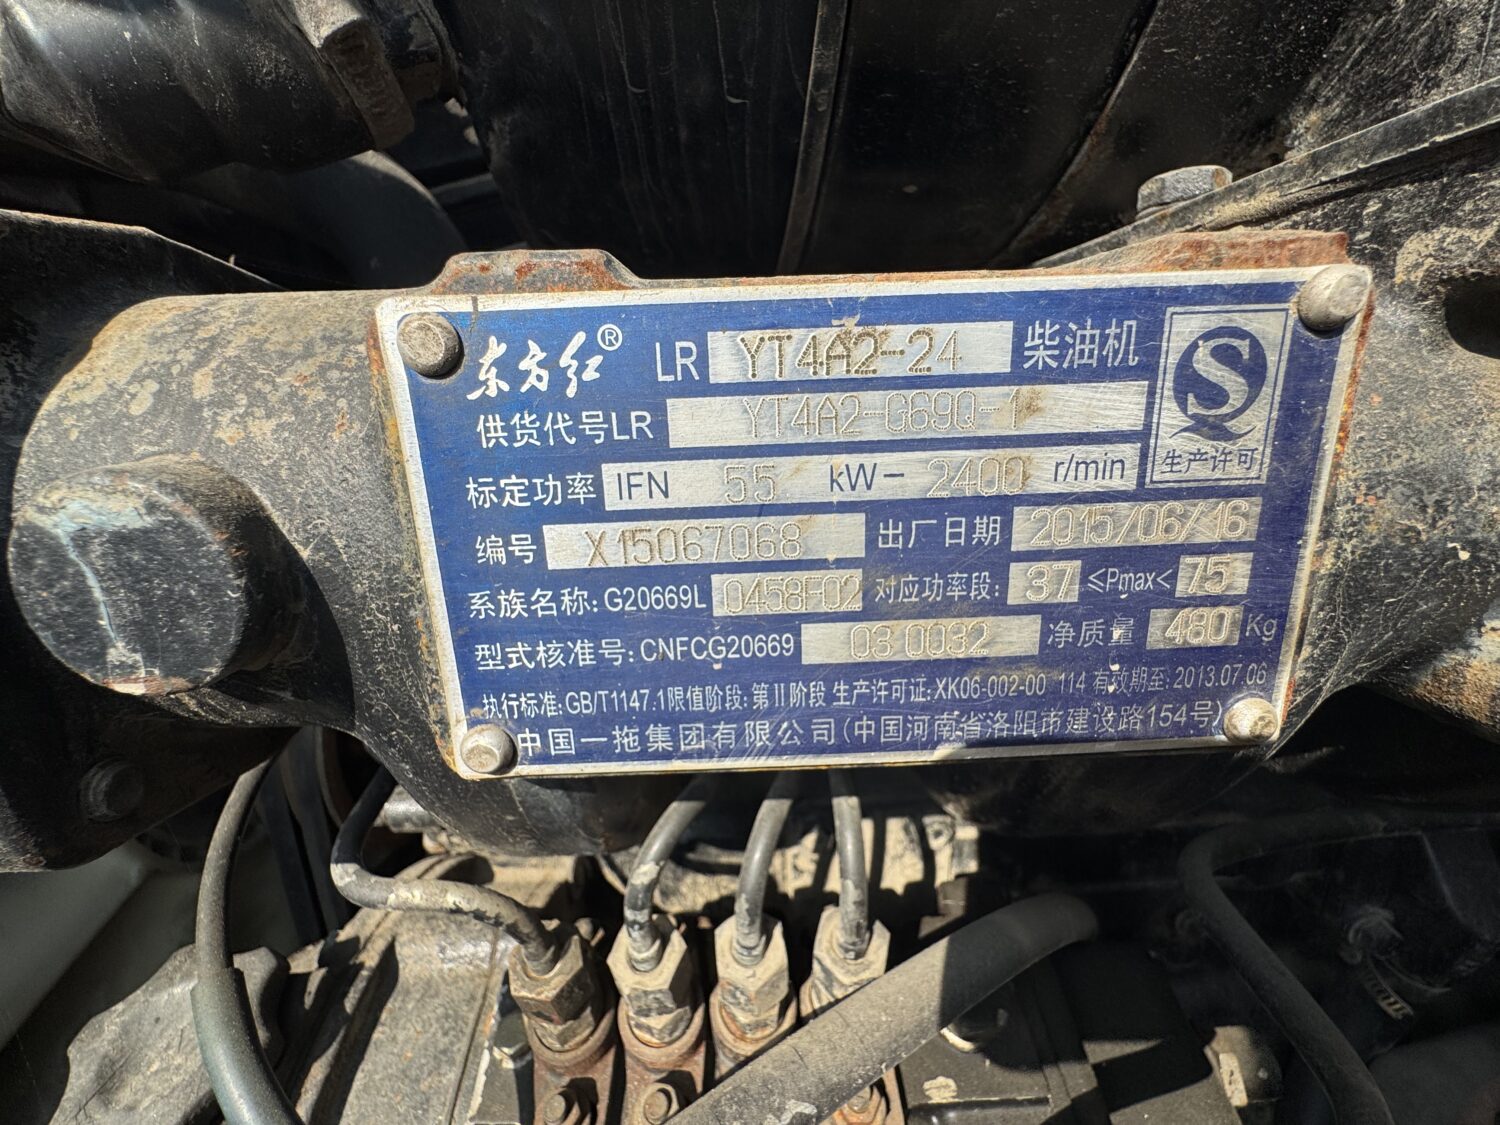 东方红® LR YT4A2-24 柴油机
供货代号LR YT4A2-G69Q-1
标定功率 IFN 55 kW- 2400 r/min
S
生产许可
编号 X15067068 出厂日期 2015/06/16
系族名称: G20669L 0458F02 对应功率段: 37 ≤Pmax< 75
型式核准号: CNFCG20669 03 0032 净质量 480 Kg
执行标准: GB/T1147.1 限值阶段: 第II阶段 生产许可证: XK06-002-00 114 有效期至: 2013.07.06
中国一拖集团有限公司(中国河南省洛阳市建设路154号)